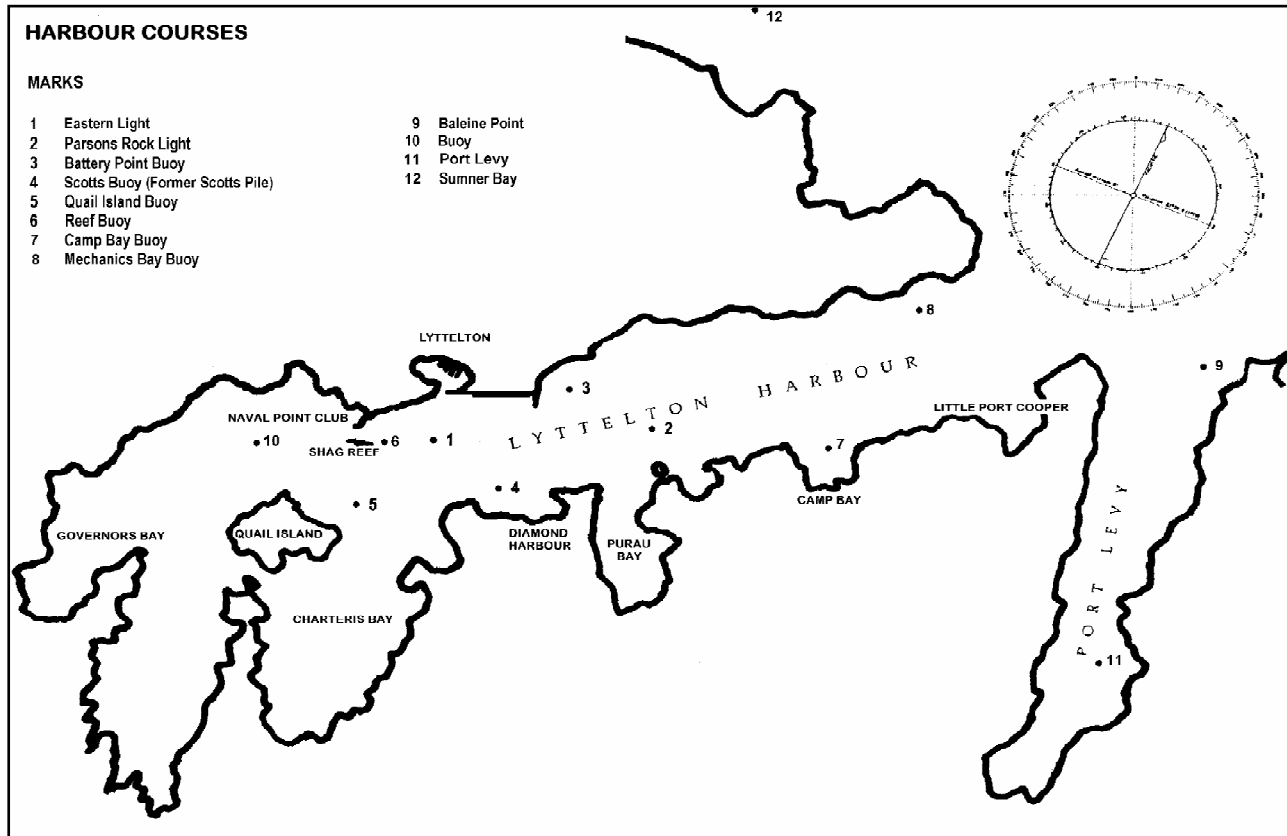 HARBOUR COURSES
MARKS
1 Eastern Light
2 Parsons Rock Light
3 Battery Point Buoy
4 Scotts Buoy (Former Scotts Pile)
5 Quail Island Buoy
6 Reef Buoy
7 Camp Bay Buoy
8 Mechanics Bay Buoy
9 Baleine Point
10 Buoy
11 Port Levy
12 Sumner Bay
12
8
LYTTELTON
3
9
LYTTELTON HARBOUR
LITTLE PORT COOPER
NAVAL POINT CLUB
10
SHAG REEF
6
1
2
7
4
5
CAMP BAY
GOVERNORS BAY
QUAIL ISLAND
DIAMOND
HARBOUR
PURAU
BAY
PORT LEVY
CHARTERIS BAY
11